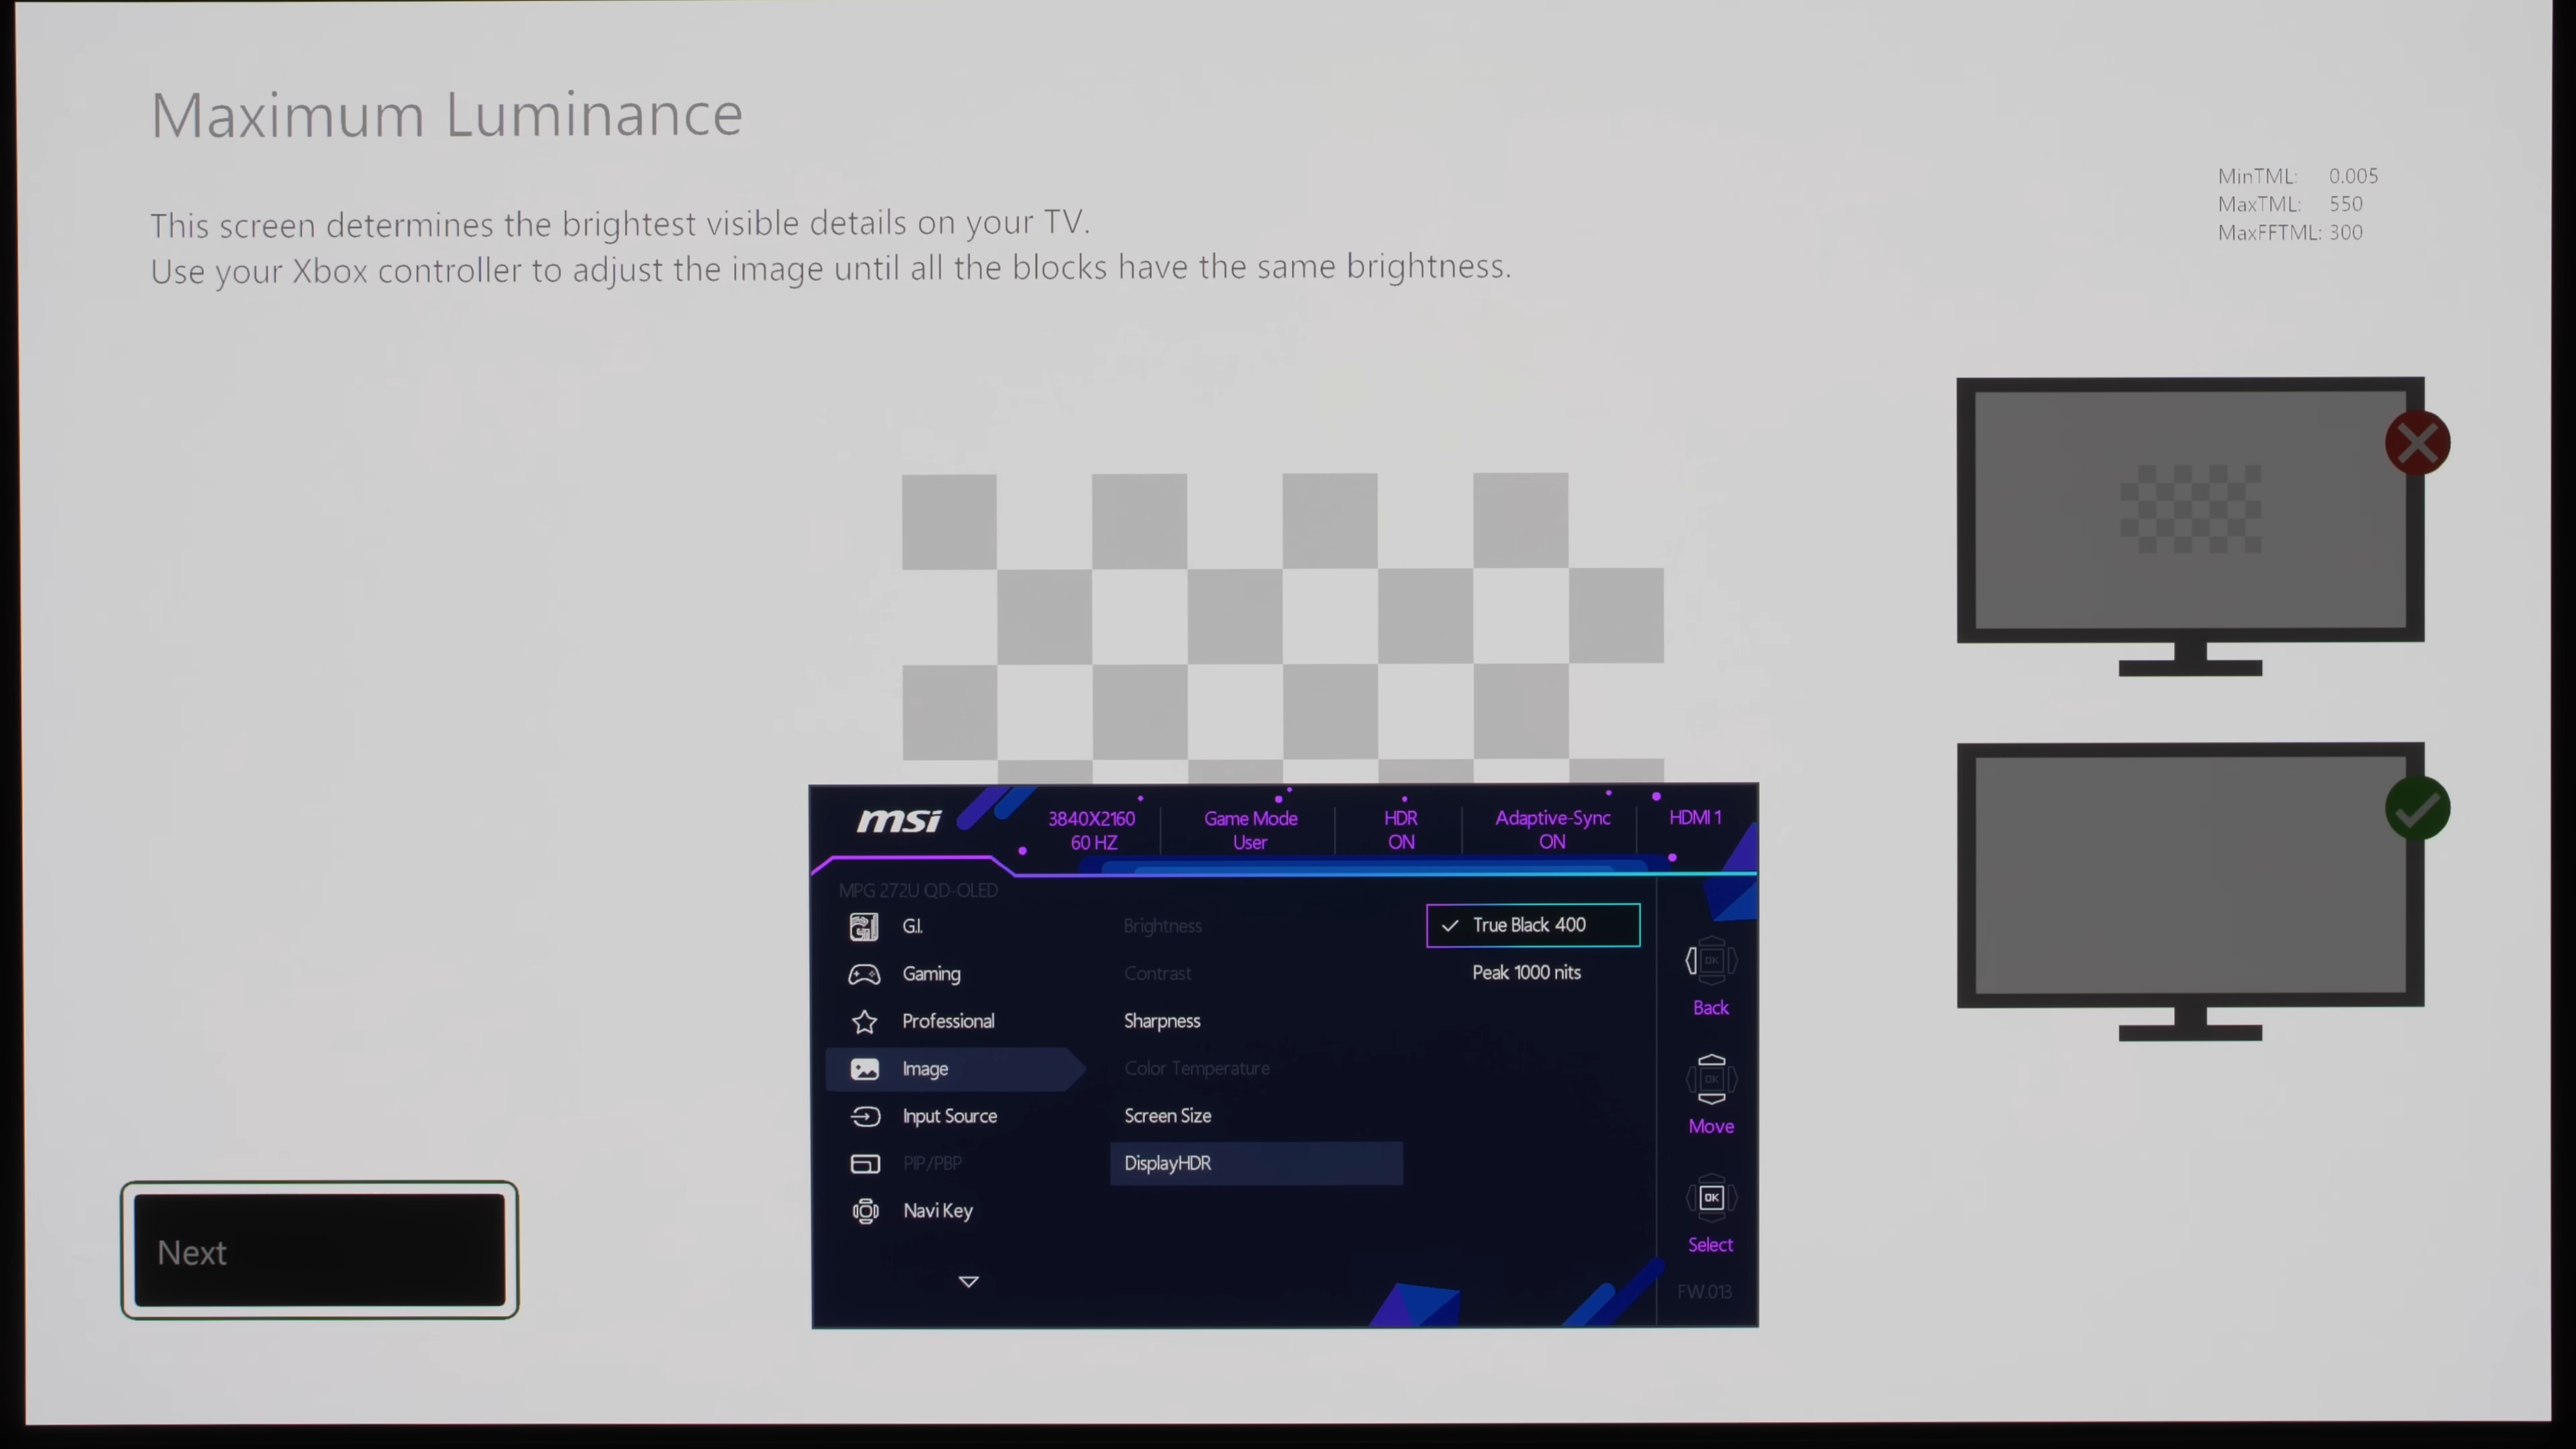 Maximum Luminance
This screen determines the brightest visible details on your TV.
Use your Xbox controller to adjust the image until all the blocks have the same brightness.
MinTML: 0.005
MaxTML: 550
MaxFFTML: 300
msi
3840X2160
60 HZ
Game Mode
User
HDR
ON
Adaptive-Sync
ON
HDMI 1
MPG 272U QD-OLED
G.I.
Gaming
Professional
Image
Input Source
PIP/PBP
Navi Key
Brightness
Contrast
Sharpness
Color Temperature
Screen Size
DisplayHDR
True Black 400
Peak 1000 nits
OK
Back
OK
Move
OK
Select
FW.013
Next